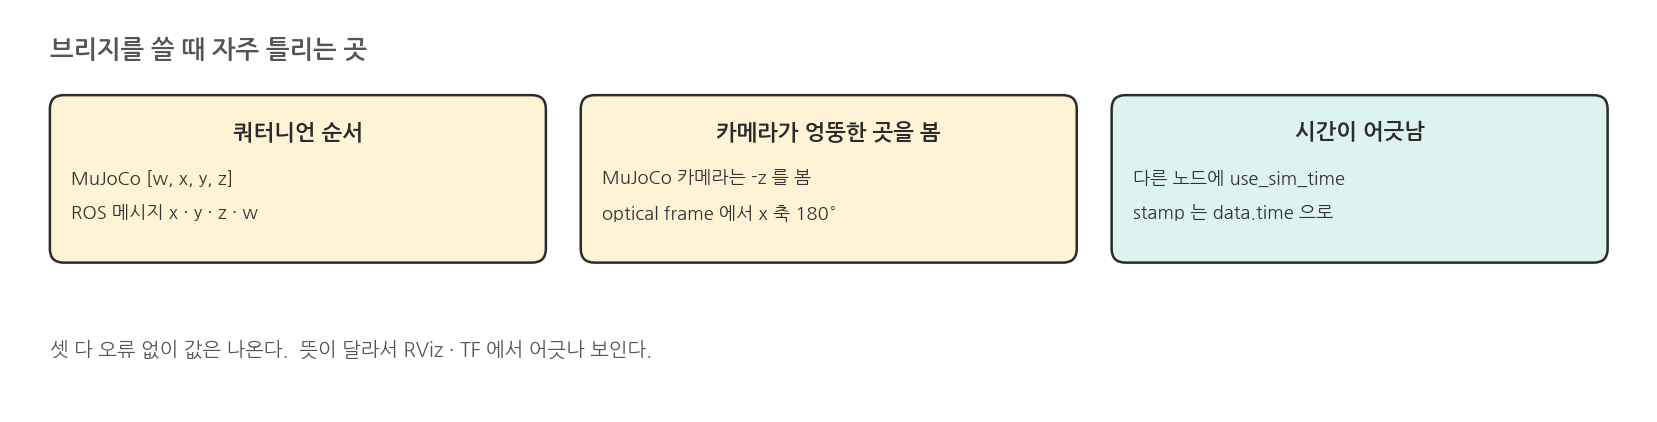 브리지를 쓸 때 자주 틀리는 곳
쿼터니언 순서
MuJoCo [w, x, y, z]
ROS 메시지 x · y · z · w
카메라가 엉뚱한 곳을 봄
MuJoCo 카메라는 -z 를 봄
optical frame 에서 x 축 180°
시간이 어긋남
다른 노드에 use_sim_time
stamp 는 data.time 으로
셋 다 오류 없이 값은 나온다.  뜻이 달라서 RViz · TF 에서 어긋나 보인다.